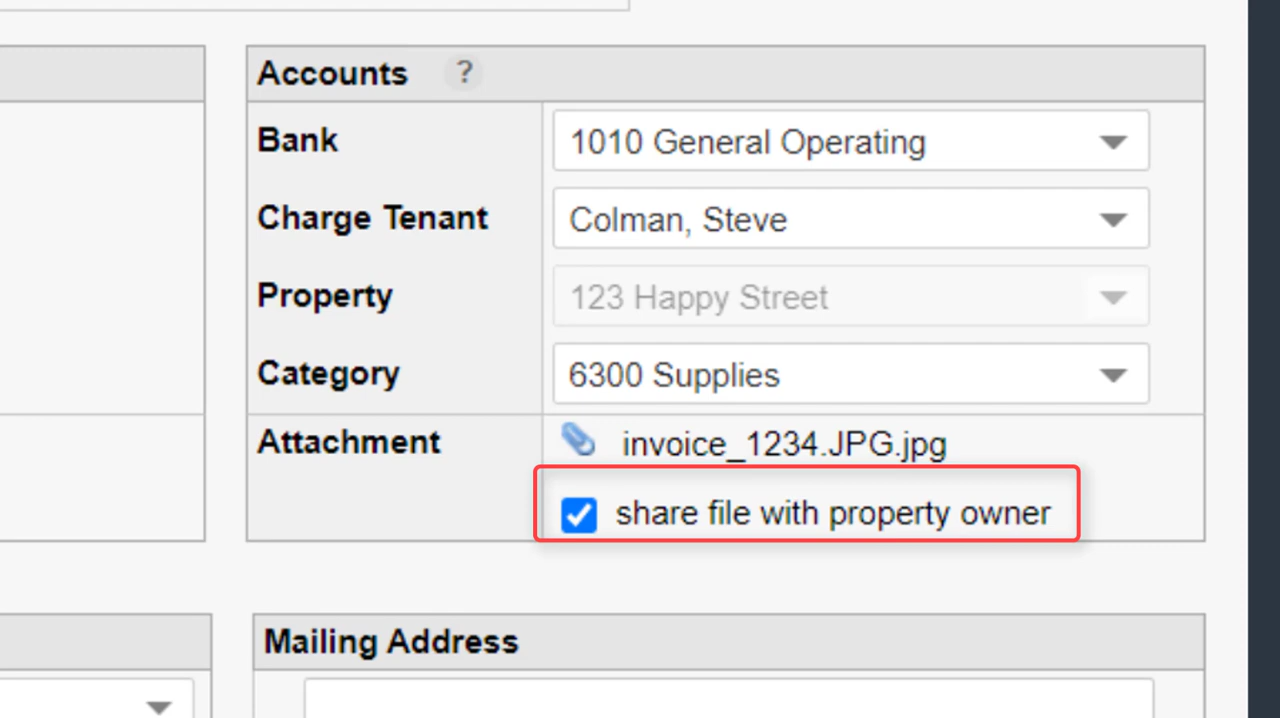 Accounts ?
Bank 1010 General Operating
Charge Tenant Colman, Steve
Property 123 Happy Street
Category 6300 Supplies
Attachment invoice_1234.JPG.jpg
share file with property owner
Mailing Address